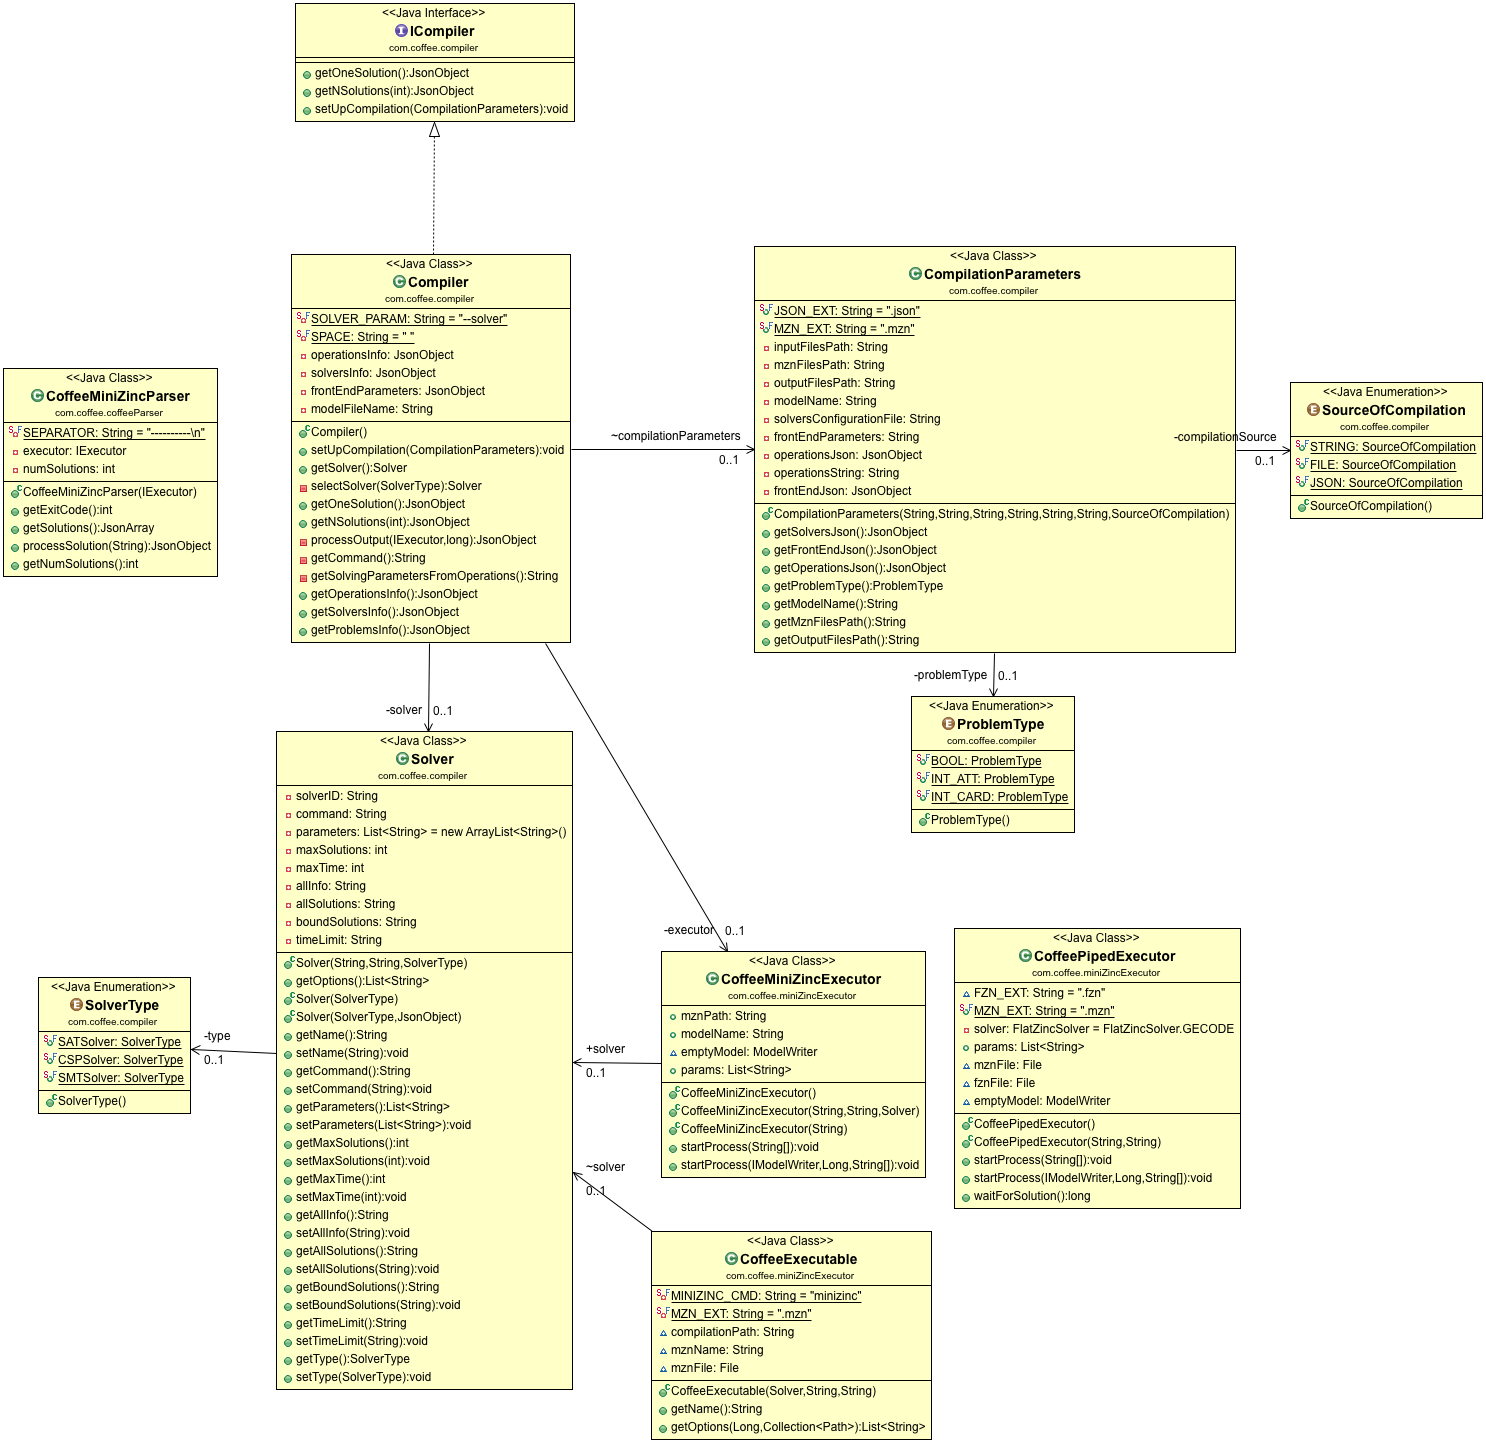 <<Java Interface>>
ICompiler
com.coffee.compiler
getOneSolution():JsonObject
getNSolutions(int):JsonObject
setUpCompilation(CompilationParameters):void
<<Java Class>>
Compiler
com.coffee.compiler
SOLVER_PARAM: String = "--solver"
SPACE: String = " "
operationsInfo: JsonObject
solversInfo: JsonObject
frontEndParameters: JsonObject
modelFileName: String
Compiler()
setUpCompilation(CompilationParameters):void
getSolver():Solver
selectSolver(SolverType):Solver
getOneSolution():JsonObject
getNSolutions(int):JsonObject
processOutput(IExecutor,long):JsonObject
getCommand():String
getSolvingParametersFromOperations():String
getOperationsInfo():JsonObject
getSolversInfo():JsonObject
getProblemsInfo():JsonObject
~compilationParameters
0..1
<<Java Class>>
CompilationParameters
com.coffee.compiler
JSON_EXT: String = ".json"
MZN_EXT: String = ".mzn"
inputFilesPath: String
mznFilesPath: String
outputFilesPath: String
modelName: String
solversConfigurationFile: String
frontEndParameters: String
operationsJson: JsonObject
operationsString: String
frontEndJson: JsonObject
CompilationParameters(String,String,String,String,String,String,SourceOfCompilation)
getSolversJson():JsonObject
getFrontEndJson():JsonObject
getOperationsJson():JsonObject
getProblemType():ProblemType
getModelName():String
getMznFilesPath():String
getOutputFilesPath():String
-compilationSource
0..1
<<Java Enumeration>>
SourceOfCompilation
com.coffee.compiler
STRING: SourceOfCompilation
FILE: SourceOfCompilation
JSON: SourceOfCompilation
SourceOfCompilation()
<<Java Class>>
CoffeeMiniZincParser
com.coffee.coffeeParser
SEPARATOR: String = "----------\n"
executor: IExecutor
numSolutions: int
CoffeeMiniZincParser(IExecutor)
getExitCode():int
getSolutions():JsonArray
processSolution(String):JsonObject
getNumSolutions():int
-problemType
0..1
<<Java Enumeration>>
ProblemType
com.coffee.compiler
BOOL: ProblemType
INT_ATT: ProblemType
INT_CARD: ProblemType
ProblemType()
-solver
0..1
<<Java Class>>
Solver
com.coffee.compiler
solverID: String
command: String
parameters: List<String> = new ArrayList<String>()
maxSolutions: int
maxTime: int
allInfo: String
allSolutions: String
boundSolutions: String
timeLimit: String
Solver(String,String,SolverType)
getOptions():List<String>
Solver(SolverType)
Solver(SolverType,JsonObject)
getName():String
setName(String):void
getCommand():String
setCommand(String):void
getParameters():List<String>
setParameters(List<String>):void
getMaxSolutions():int
setMaxSolutions(int):void
getMaxTime():int
setMaxTime(int):void
getAllInfo():String
setAllInfo(String):void
getAllSolutions():String
setAllSolutions(String):void
getBoundSolutions():String
setBoundSolutions(String):void
getTimeLimit():String
setTimeLimit(String):void
getType():SolverType
setType(SolverType):void
-type
0..1
<<Java Enumeration>>
SolverType
com.coffee.compiler
SATSolver: SolverType
CSPSolver: SolverType
SMTSolver: SolverType
SolverType()
-executor
0..1
<<Java Class>>
CoffeeMiniZincExecutor
com.coffee.miniZincExecutor
mznPath: String
modelName: String
emptyModel: ModelWriter
params: List<String>
CoffeeMiniZincExecutor()
CoffeeMiniZincExecutor(String,String,Solver)
CoffeeMiniZincExecutor(String)
startProcess(String[]):void
startProcess(IModelWriter,Long,String[]):void
+solver
0..1
<<Java Class>>
CoffeePipedExecutor
com.coffee.miniZincExecutor
FZN_EXT: String = ".fzn"
MZN_EXT: String = ".mzn"
solver: FlatZincSolver = FlatZincSolver.GECODE
params: List<String>
mznFile: File
fznFile: File
emptyModel: ModelWriter
CoffeePipedExecutor()
CoffeePipedExecutor(String,String)
startProcess(String[]):void
startProcess(IModelWriter,Long,String[]):void
waitForSolution():long
~solver
0..1
<<Java Class>>
CoffeeExecutable
com.coffee.miniZincExecutor
MINIZINC_CMD: String = "minizinc"
MZN_EXT: String = ".mzn"
compilationPath: String
mznName: String
mznFile: File
CoffeeExecutable(Solver,String,String)
getName():String
getOptions(Long,Collection<Path>):List<String>